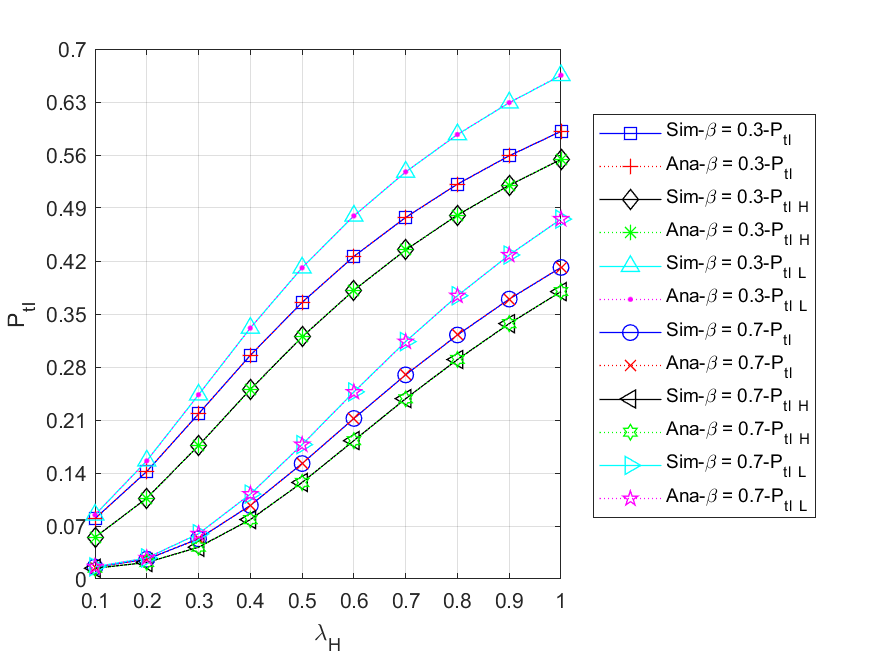 0.7
0.63
0.56
0.49
0.42
0.35
0.28
0.21
0.14
0.07
0
P_tl
0.1 0.2 0.3 0.4 0.5 0.6 0.7 0.8 0.9 1
λ_H
Sim-β = 0.3-P_tl
Ana-β = 0.3-P_tl
Sim-β = 0.3-P_tl H
Ana-β = 0.3-P_tl H
Sim-β = 0.3-P_tl L
Ana-β = 0.3-P_tl L
Sim-β = 0.7-P_tl
Ana-β = 0.7-P_tl
Sim-β = 0.7-P_tl H
Ana-β = 0.7-P_tl H
Sim-β = 0.7-P_tl L
Ana-β = 0.7-P_tl L